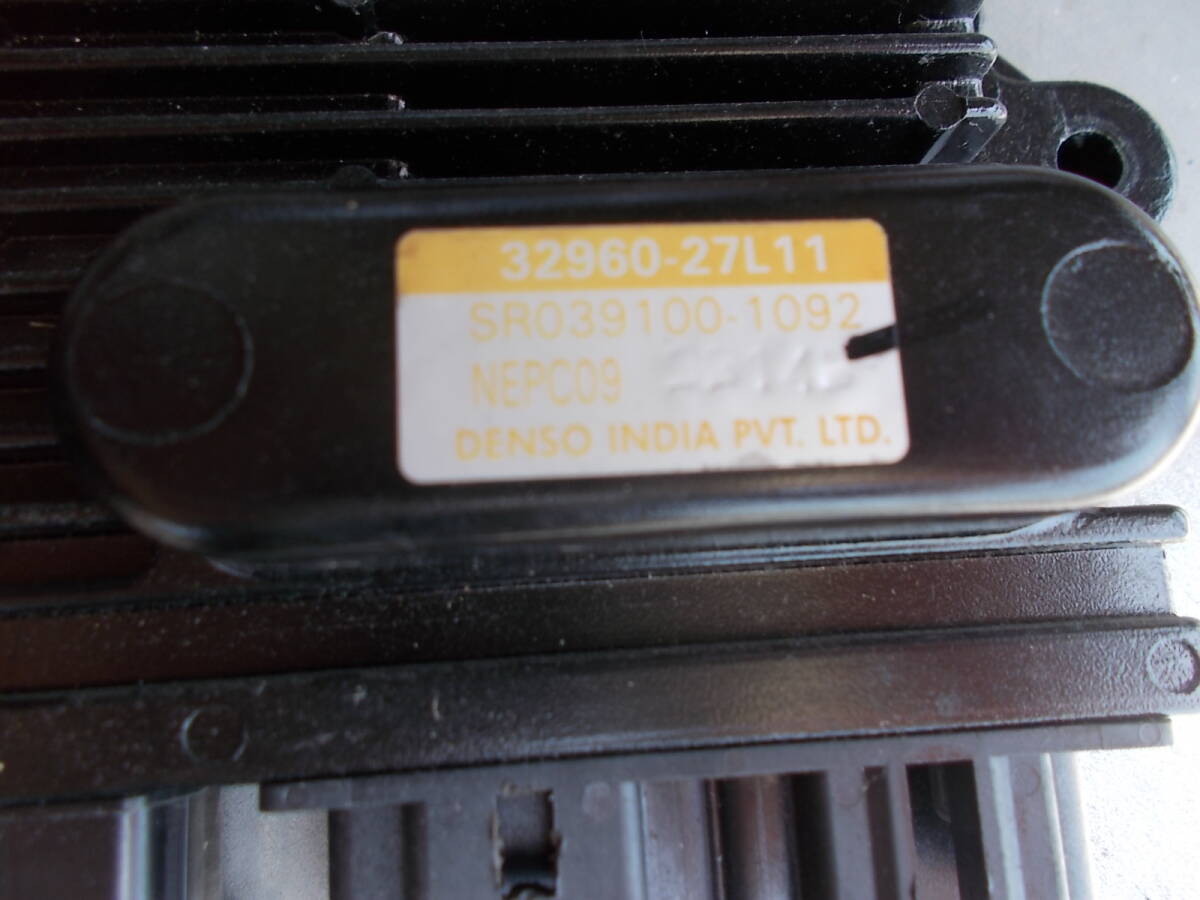 32960-27L11
SR039100-1092
NEPC09
DENSO INDIA PVT. LTD.